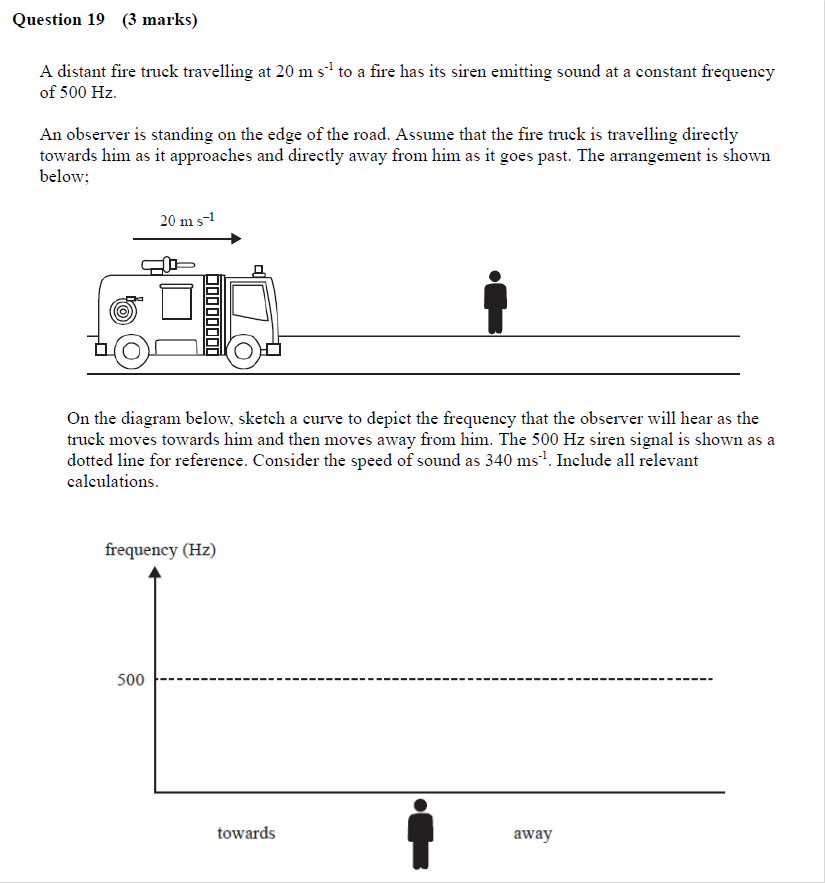 Question 19 (3 marks)
A distant fire truck travelling at 20 m s⁻¹ to a fire has its siren emitting sound at a constant frequency
of 500 Hz.
An observer is standing on the edge of the road. Assume that the fire truck is travelling directly
towards him as it approaches and directly away from him as it goes past. The arrangement is shown
below;
20 m s⁻¹
On the diagram below, sketch a curve to depict the frequency that the observer will hear as the
truck moves towards him and then moves away from him. The 500 Hz siren signal is shown as a
dotted line for reference. Consider the speed of sound as 340 ms⁻¹. Include all relevant
calculations.
frequency (Hz)
500
towards
away